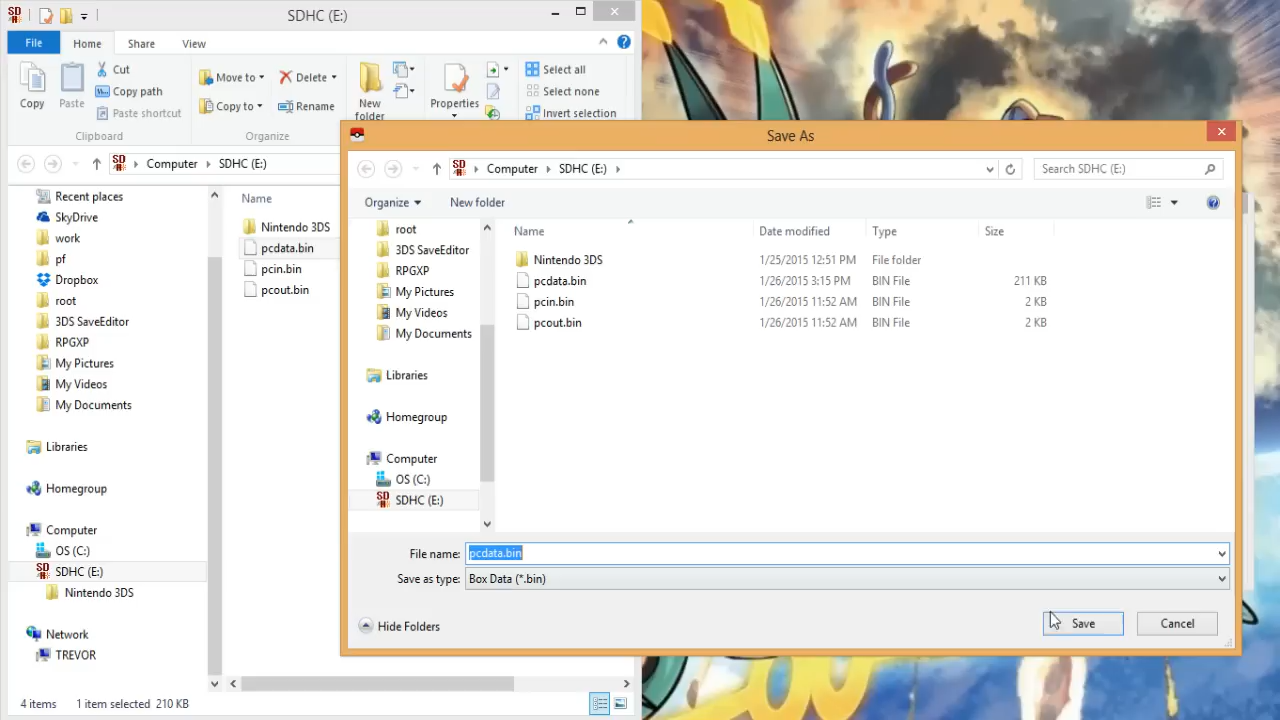 SDHC (E:)
File
Home
Share
View
Copy
Paste
Cut
Copy path
Paste shortcut
Clipboard
Move to
Copy to
Delete
Rename
Organize
New
folder
Properties
Select all
Select none
Invert selection
Computer
SDHC (E:)
Recent places
SkyDrive
work
pf
Dropbox
root
3DS SaveEditor
RPGXP
My Pictures
My Videos
My Documents
Libraries
Homegroup
Computer
OS (C:)
SDHC (E:)
Nintendo 3DS
Network
TREVOR
Name
Nintendo 3DS
pcdata.bin
pcin.bin
pcout.bin
4 items
1 item selected 210 KB
Save As
Computer
SDHC (E:)
Search SDHC (E:)
Organize
New folder
root
3DS SaveEditor
RPGXP
My Pictures
My Videos
My Documents
Libraries
Homegroup
Computer
OS (C:)
SDHC (E:)
Name Date modified Type Size
Nintendo 3DS 1/25/2015 12:51 PM File folder
pcdata.bin 1/26/2015 3:15 PM BIN File 211 KB
pcin.bin 1/26/2015 11:52 AM BIN File 2 KB
pcout.bin 1/26/2015 11:52 AM BIN File 2 KB
File name: pcdata.bin
Save as type: Box Data (*.bin)
Hide Folders
Save
Cancel